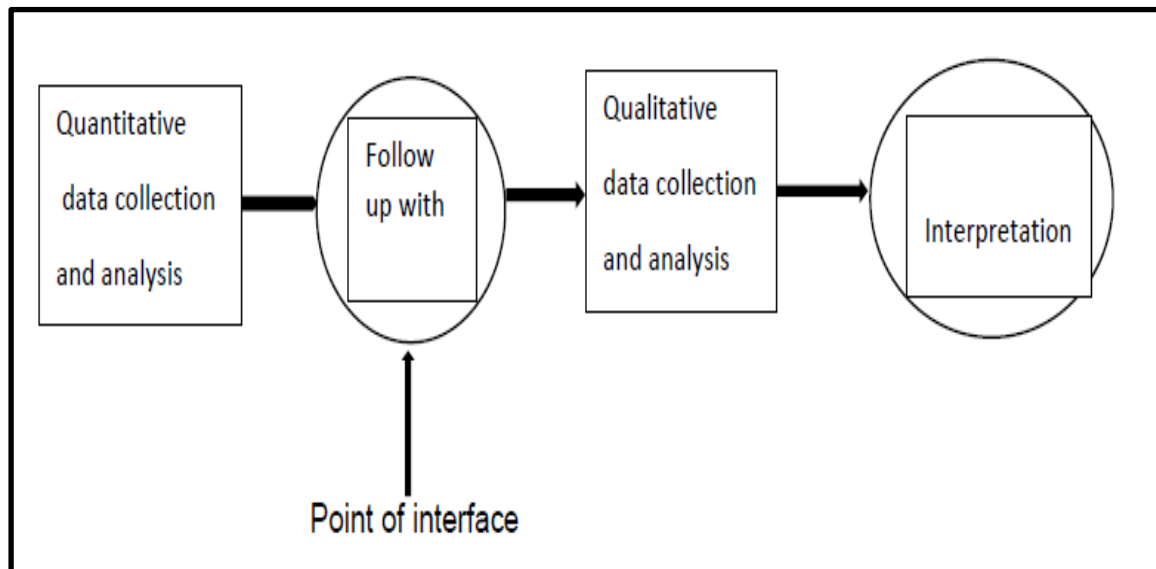 Quantitative
data collection
and analysis
Follow
up with
Qualitative
data collection
and analysis
Interpretation
Point of interface